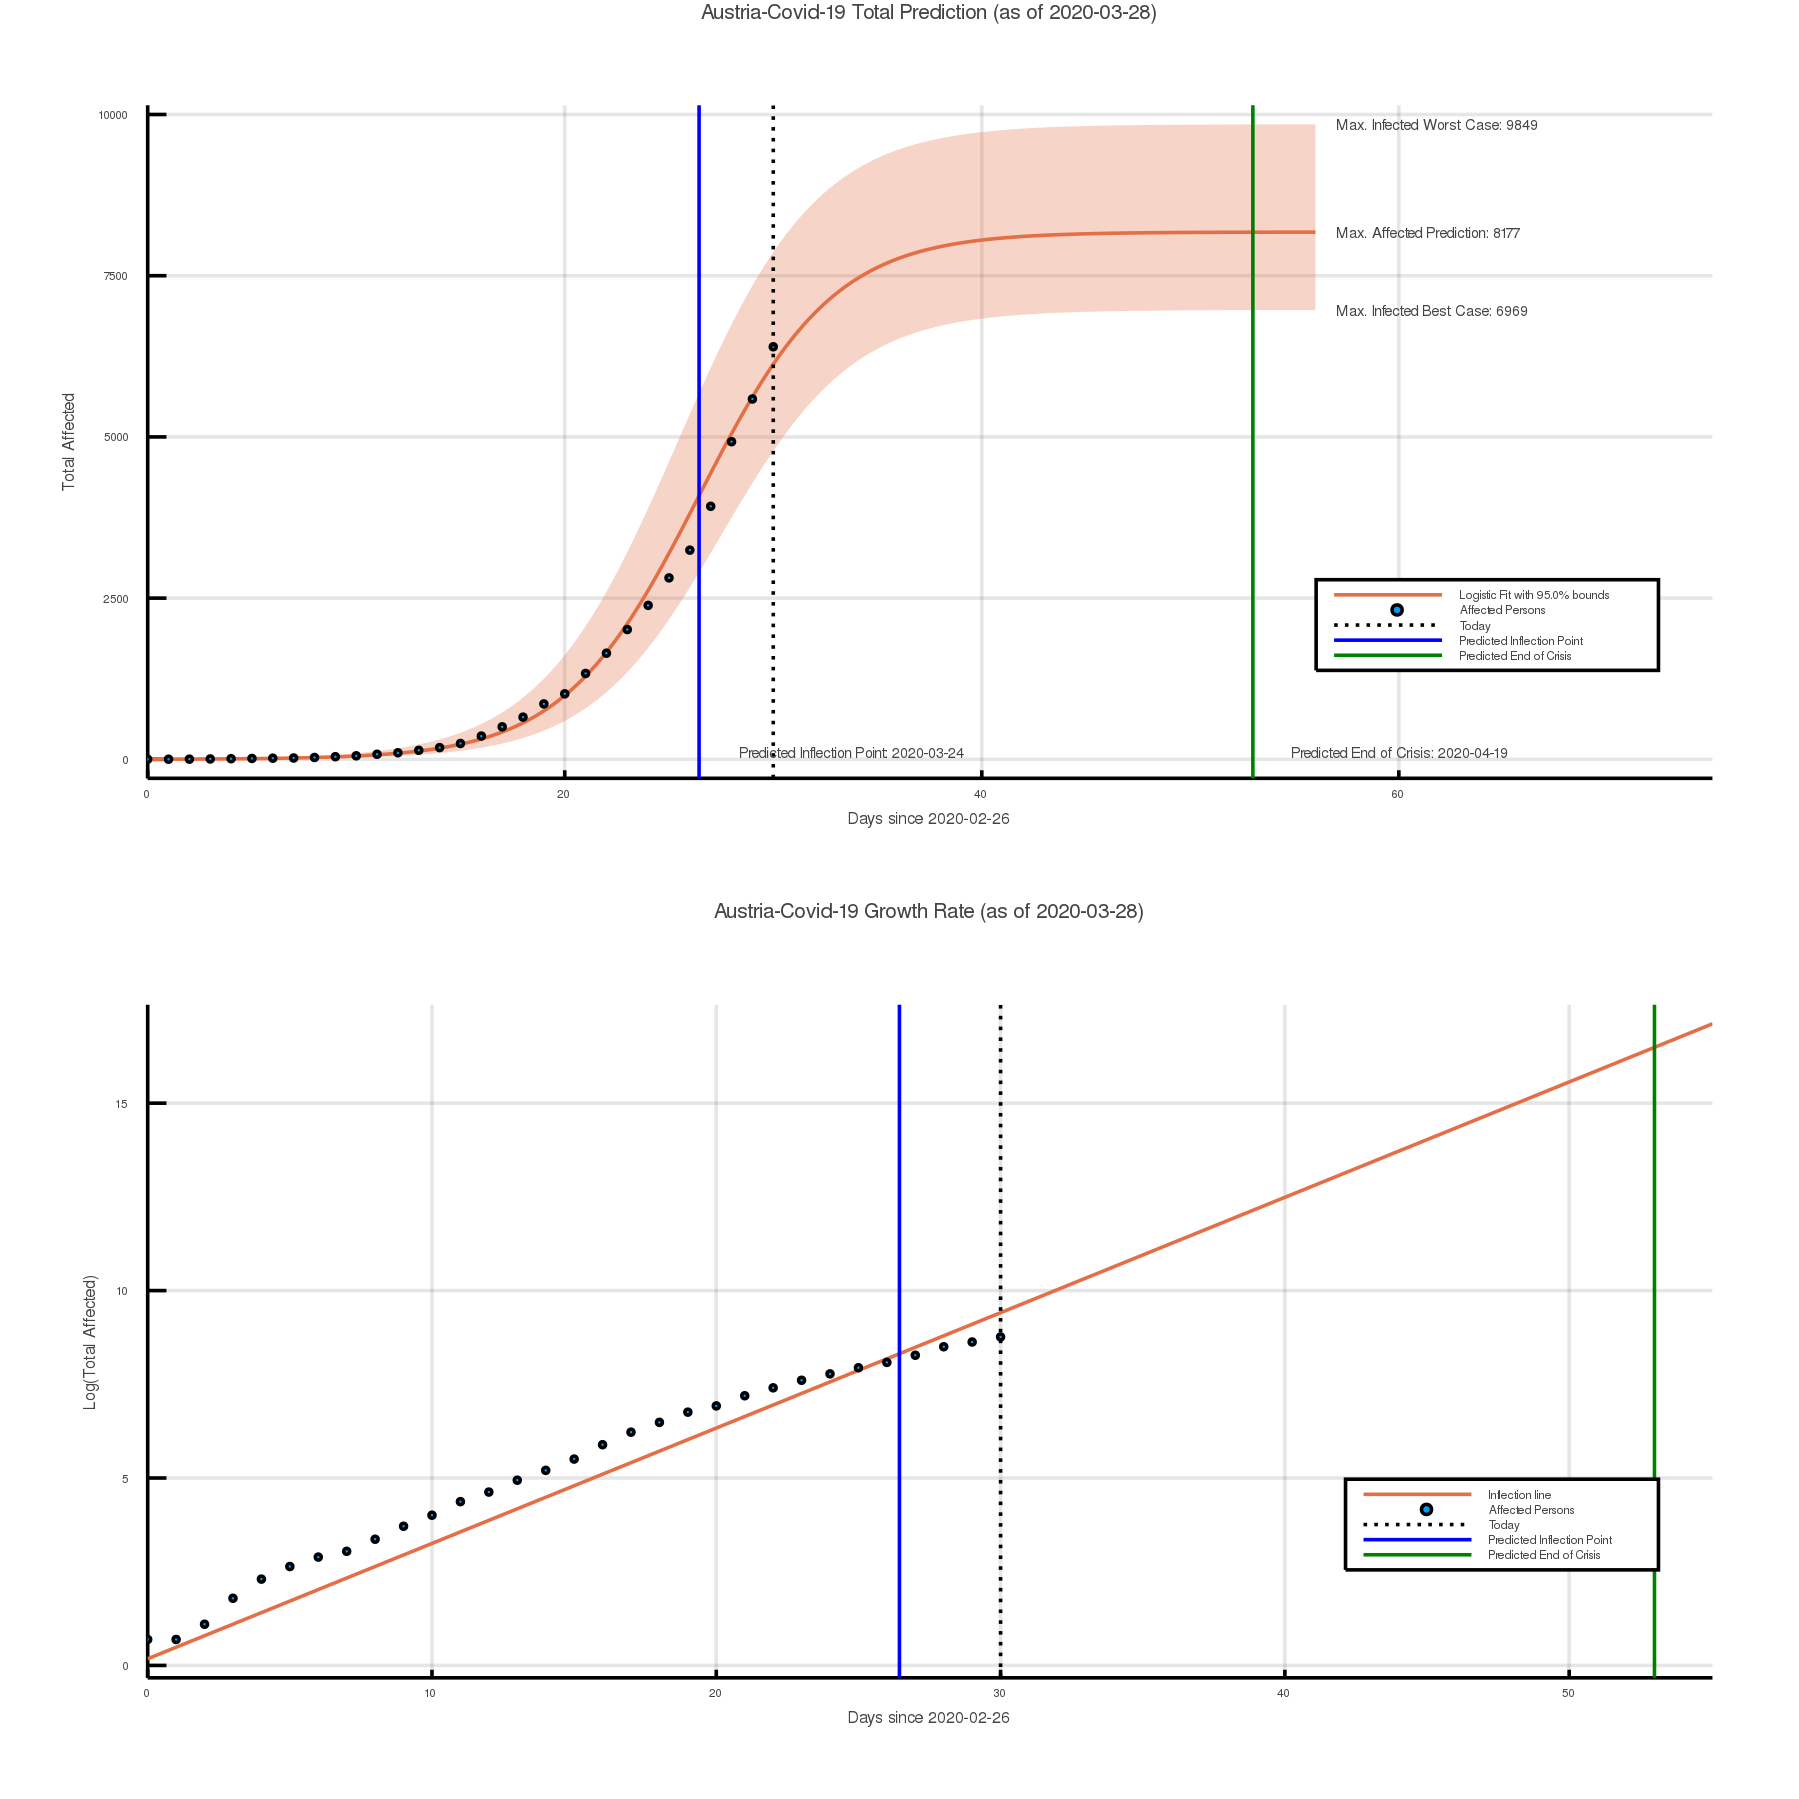 Austria-Covid-19 Total Prediction (as of 2020-03-28)
10000
7500
5000
2500
0
Total Affected
Max. Infected Worst Case: 9849
Max. Affected Prediction: 8177
Max. Infected Best Case: 6969
Logistic Fit with 95.0% bounds
Affected Persons
Today
Predicted Inflection Point
Predicted End of Crisis
Predicted Inflection Point: 2020-03-24
Predicted End of Crisis: 2020-04-19
0 20 40 60
Days since 2020-02-26
Austria-Covid-19 Growth Rate (as of 2020-03-28)
15
10
5
0
Log(Total Affected)
Inflection line
Affected Persons
Today
Predicted Inflection Point
Predicted End of Crisis
0 10 20 30 40 50
Days since 2020-02-26